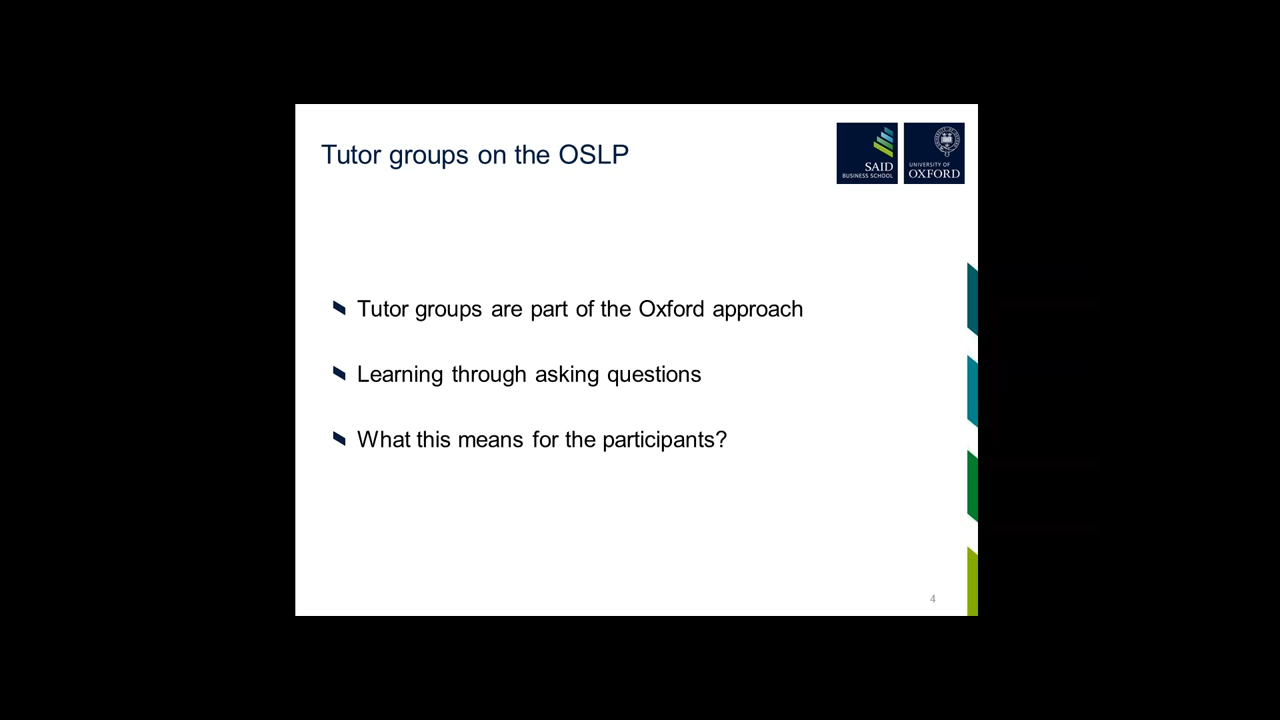 Tutor groups on the OSLP
SAID
BUSINESS SCHOOL
UNIVERSITY OF
OXFORD
Tutor groups are part of the Oxford approach
Learning through asking questions
What this means for the participants?
4